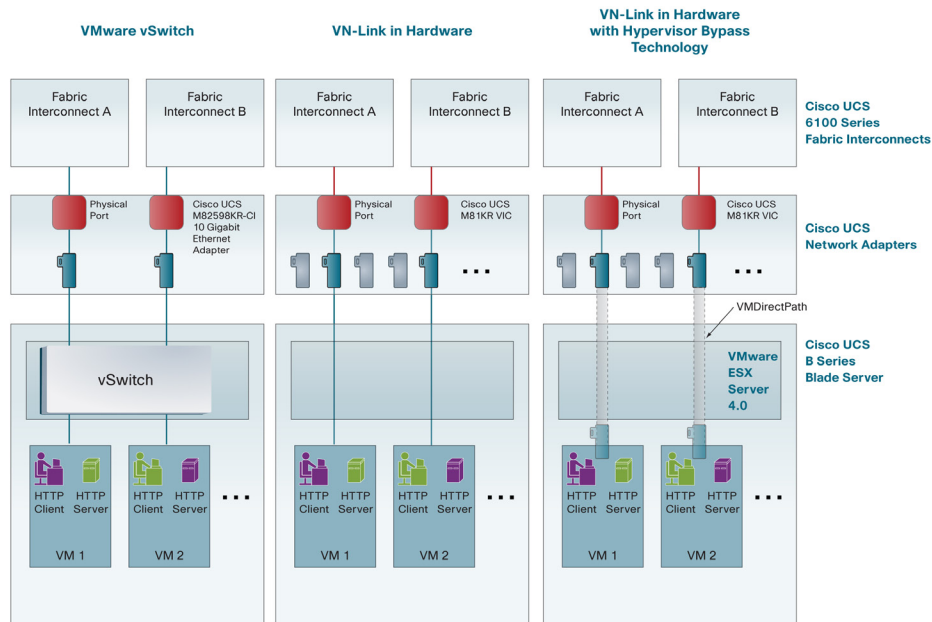 VMware vSwitch
VN-Link in Hardware
VN-Link in Hardware
with Hypervisor Bypass
Technology
Fabric
Interconnect A
Fabric
Interconnect B
Fabric
Interconnect A
Fabric
Interconnect B
Fabric
Interconnect A
Fabric
Interconnect B
Cisco UCS
6100 Series
Fabric Interconnects
Physical
Port
Cisco UCS
M82598KR-CI
10 Gigabit
Ethernet
Adapter
Physical
Port
Cisco UCS
M81KR VIC
...
Physical
Port
Cisco UCS
M81KR VIC
...
Cisco UCS
Network Adapters
VMDirectPath
vSwitch
VMware
ESX
Server
4.0
Cisco UCS
B Series
Blade Server
HTTP
Client
HTTP
Server
VM 1
HTTP
Client
HTTP
Server
VM 2
...
HTTP
Client
HTTP
Server
VM 1
HTTP
Client
HTTP
Server
VM 2
...
HTTP
Client
HTTP
Server
VM 1
HTTP
Client
HTTP
Server
VM 2
...